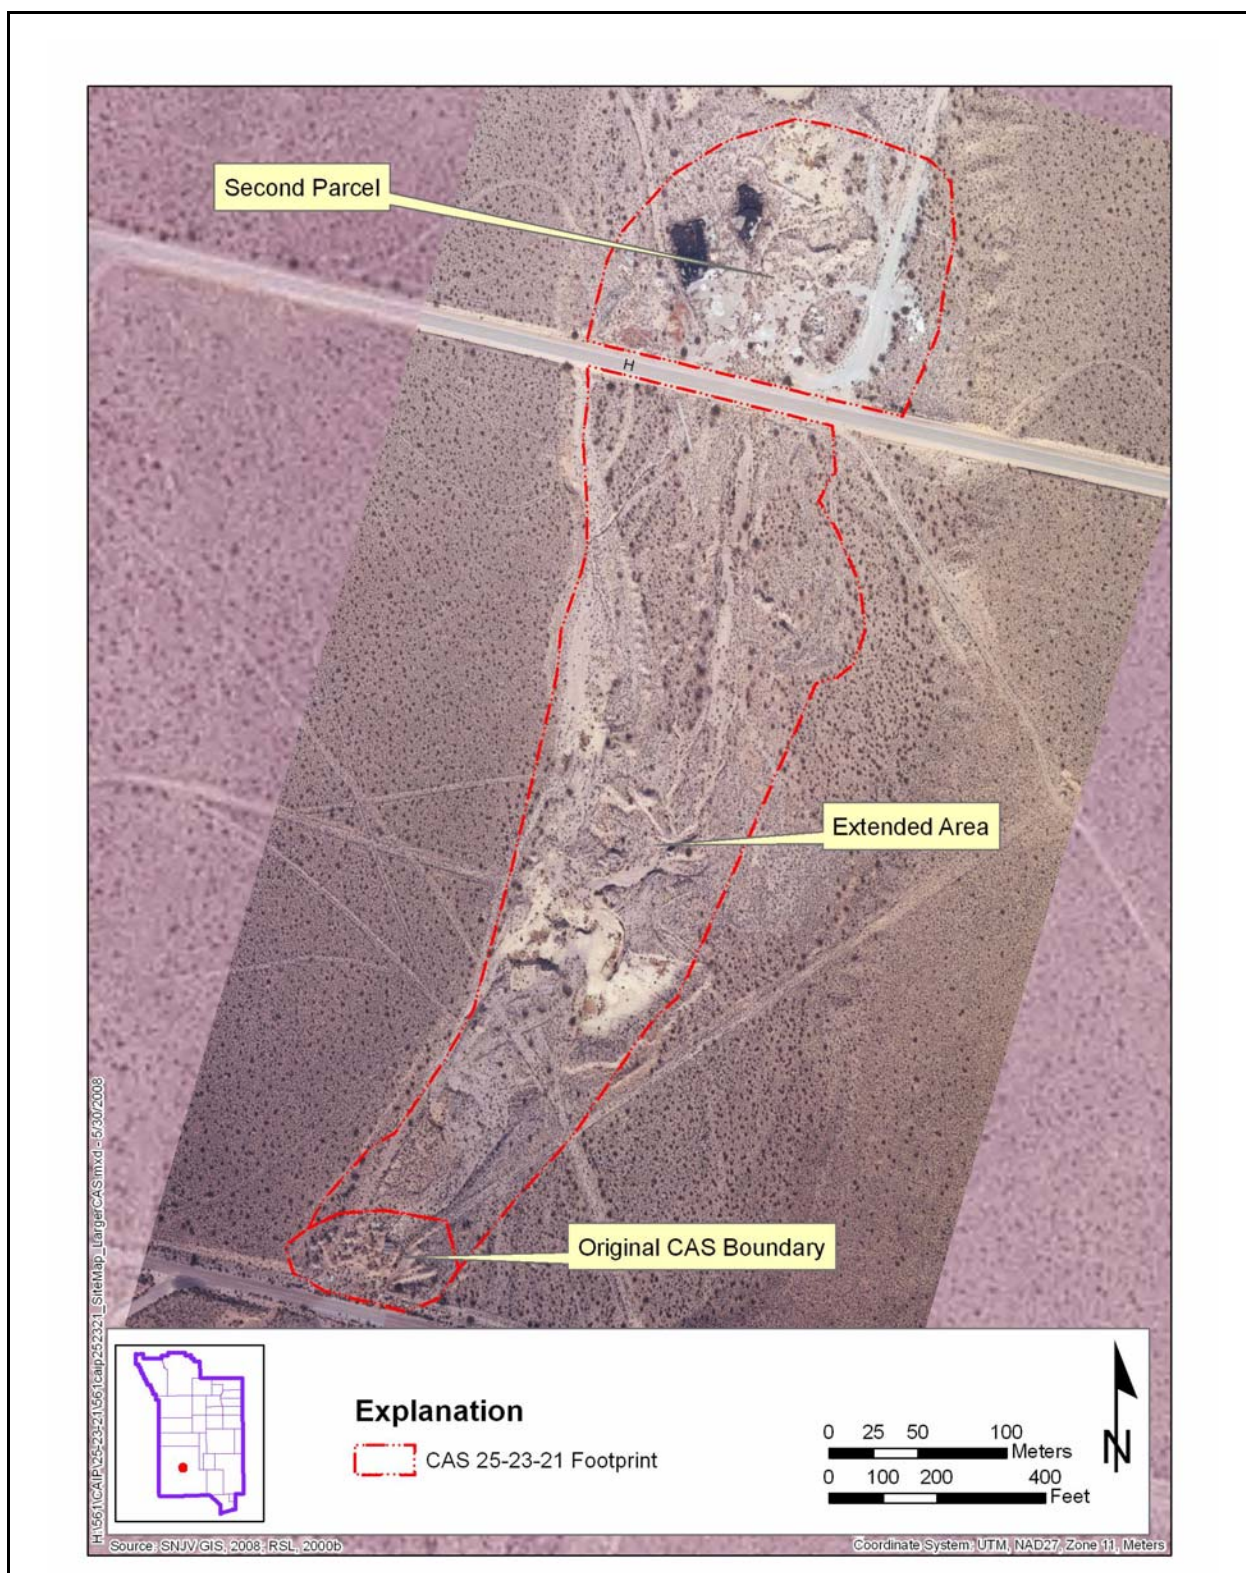 Second Parcel
H
Extended Area
Original CAS Boundary
H:\561\CAIP\25-23-21\561caip252321_SiteMap_LargerCAS.mxd - 5/30/2008
Explanation
CAS 25-23-21 Footprint
0 25 50 100
Meters
0 100 200 400
Feet
N
Source: SNJV GIS, 2008; RSL, 2000b
Coordinate System: UTM, NAD27, Zone 11, Meters